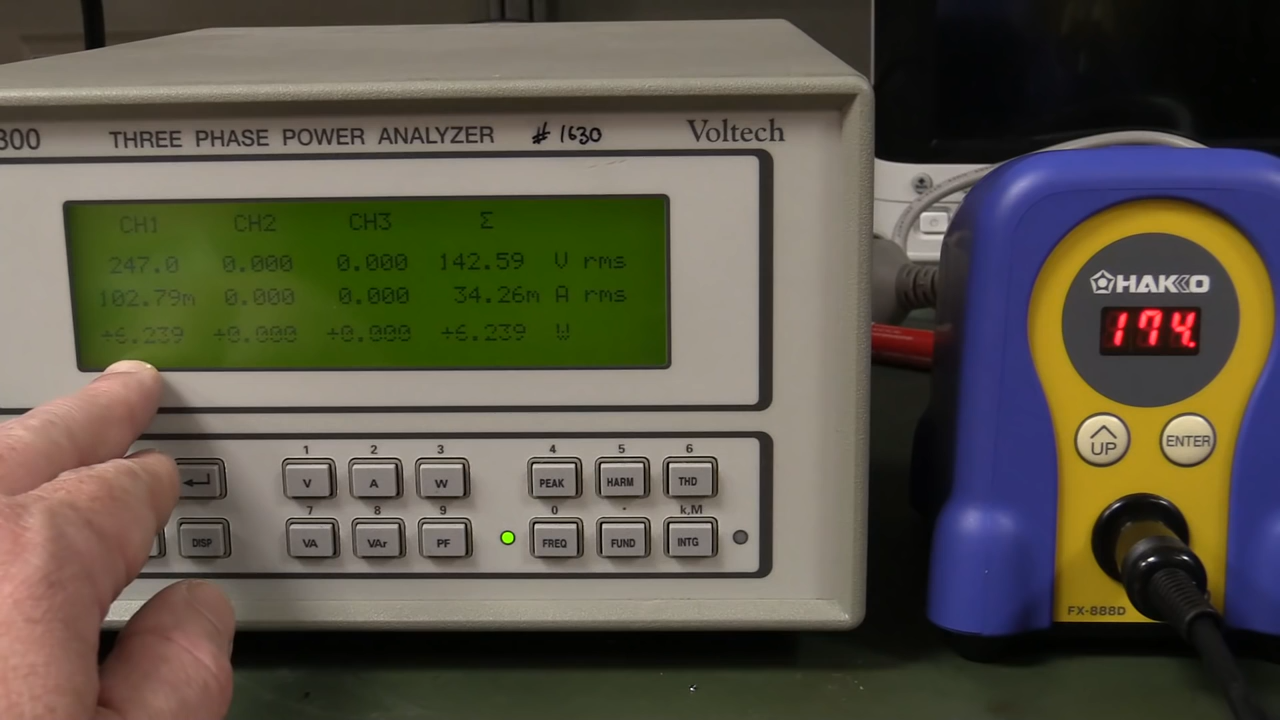 300 THREE PHASE POWER ANALYZER # 1630 Voltech
CH1 CH2 CH3 Σ
247.0 0.000 0.000 142.59 V rms
102.79m 0.000 0.000 34.26m A rms
+6.239 +0.000 +0.000 +6.239 W
1 2 3 4 5 6
V A W PEAK HARM THD
7 8 9 0 · k,M
DISP VA VAr PF FREQ FUND INTG
HAKKO
174.
UP ENTER
FX-888D